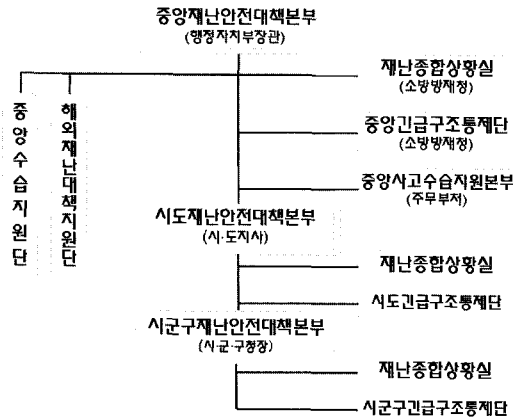 중앙재난안전대책본부
(행정자치부장관)
재난종합상황실
(소방방재청)
중앙수습지원단
해외재난대책지원단
중앙긴급구조통제단
(소방방재청)
중앙사고수습지원본부
(주무부처)
시도재난안전대책본부
(시·도지사)
재난종합상황실
시도긴급구조통제단
시군구재난안전대책본부
(시·군·구청장)
재난종합상황실
시군구긴급구조통제단